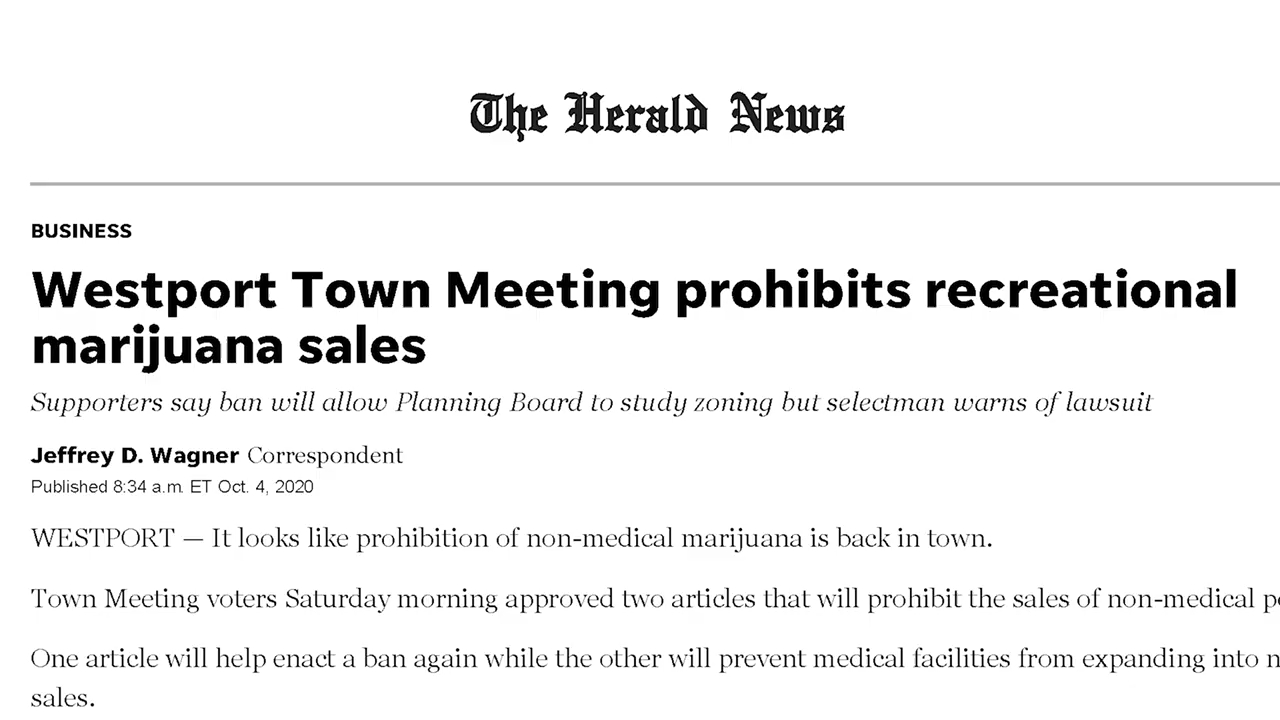 The Herald News
BUSINESS
Westport Town Meeting prohibits recreational
marijuana sales
Supporters say ban will allow Planning Board to study zoning but selectman warns of lawsuit
Jeffrey D. Wagner Correspondent
Published 8:34 a.m. ET Oct. 4, 2020
WESTPORT — It looks like prohibition of non-medical marijuana is back in town.
Town Meeting voters Saturday morning approved two articles that will prohibit the sales of non-medical
One article will help enact a ban again while the other will prevent medical facilities from expanding into
sales.